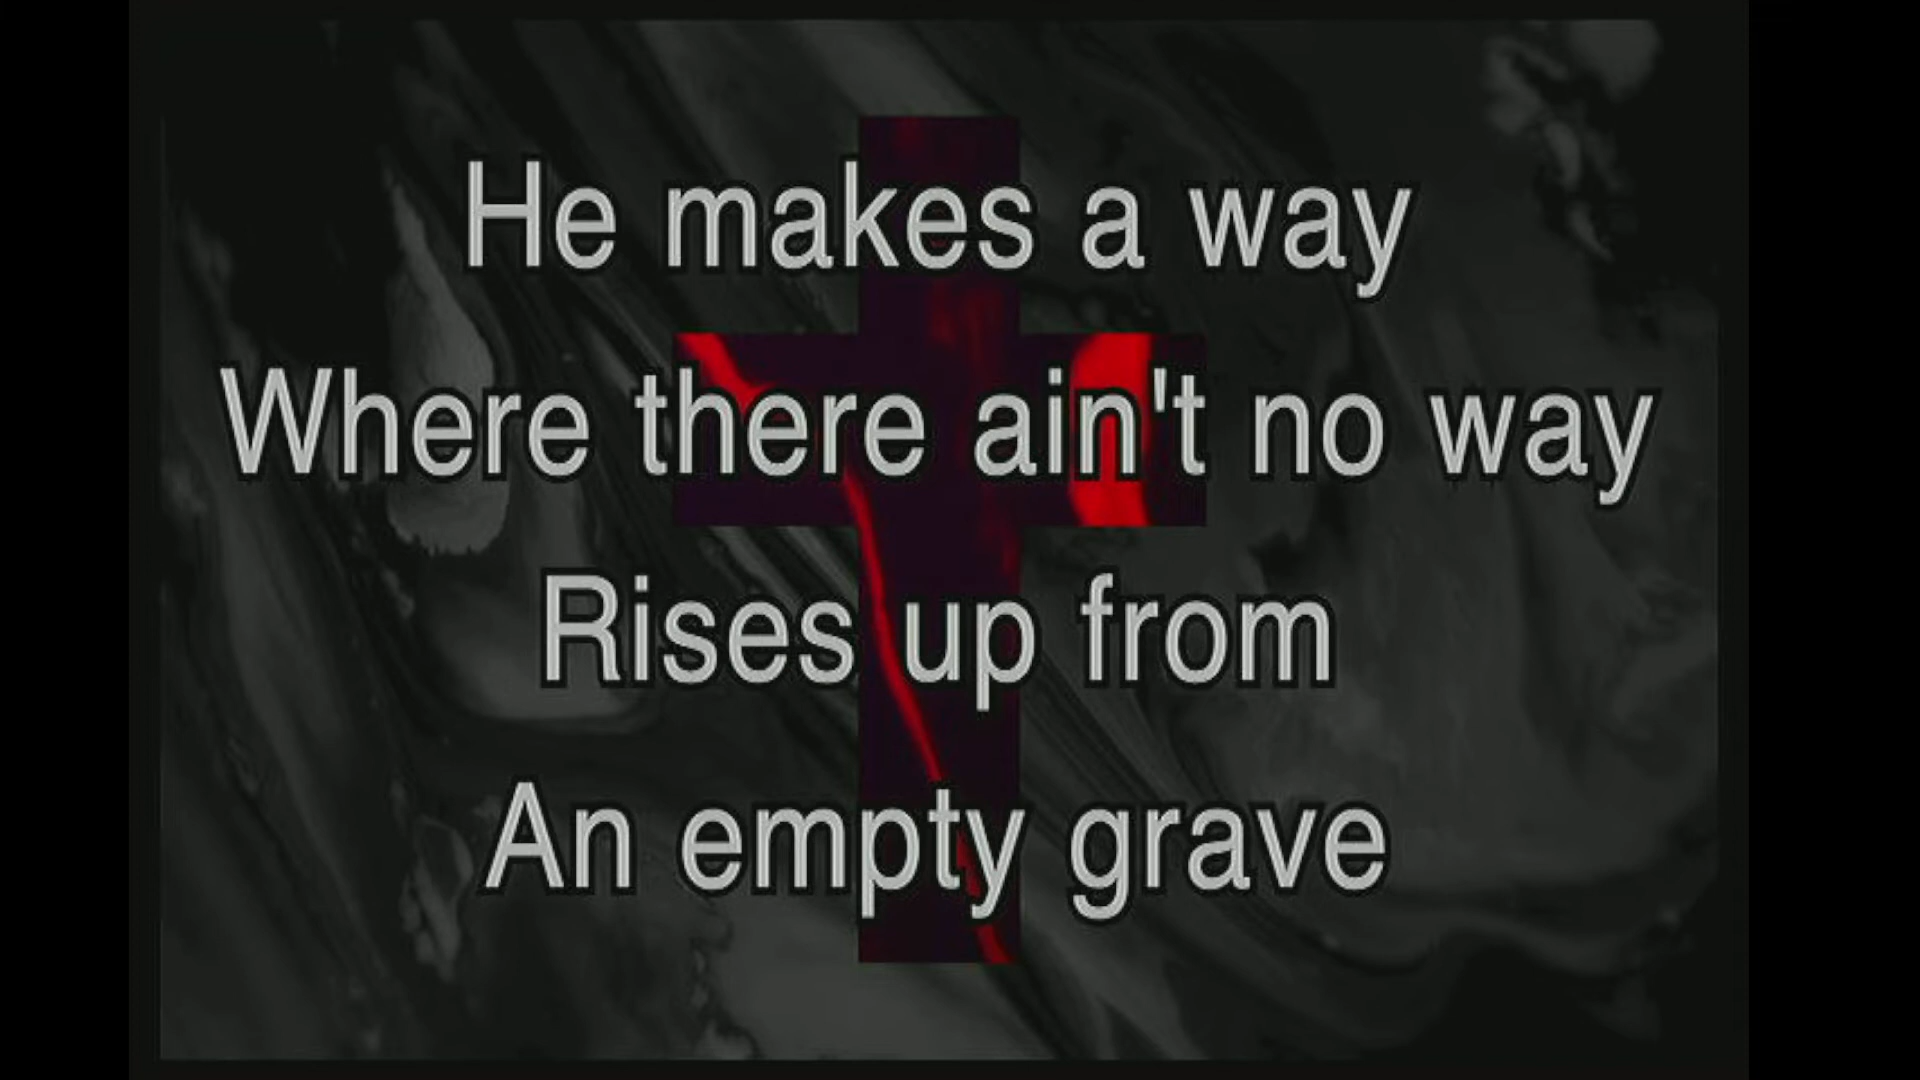 He makes a way
Where there ain't no way
Rises up from
An empty grave